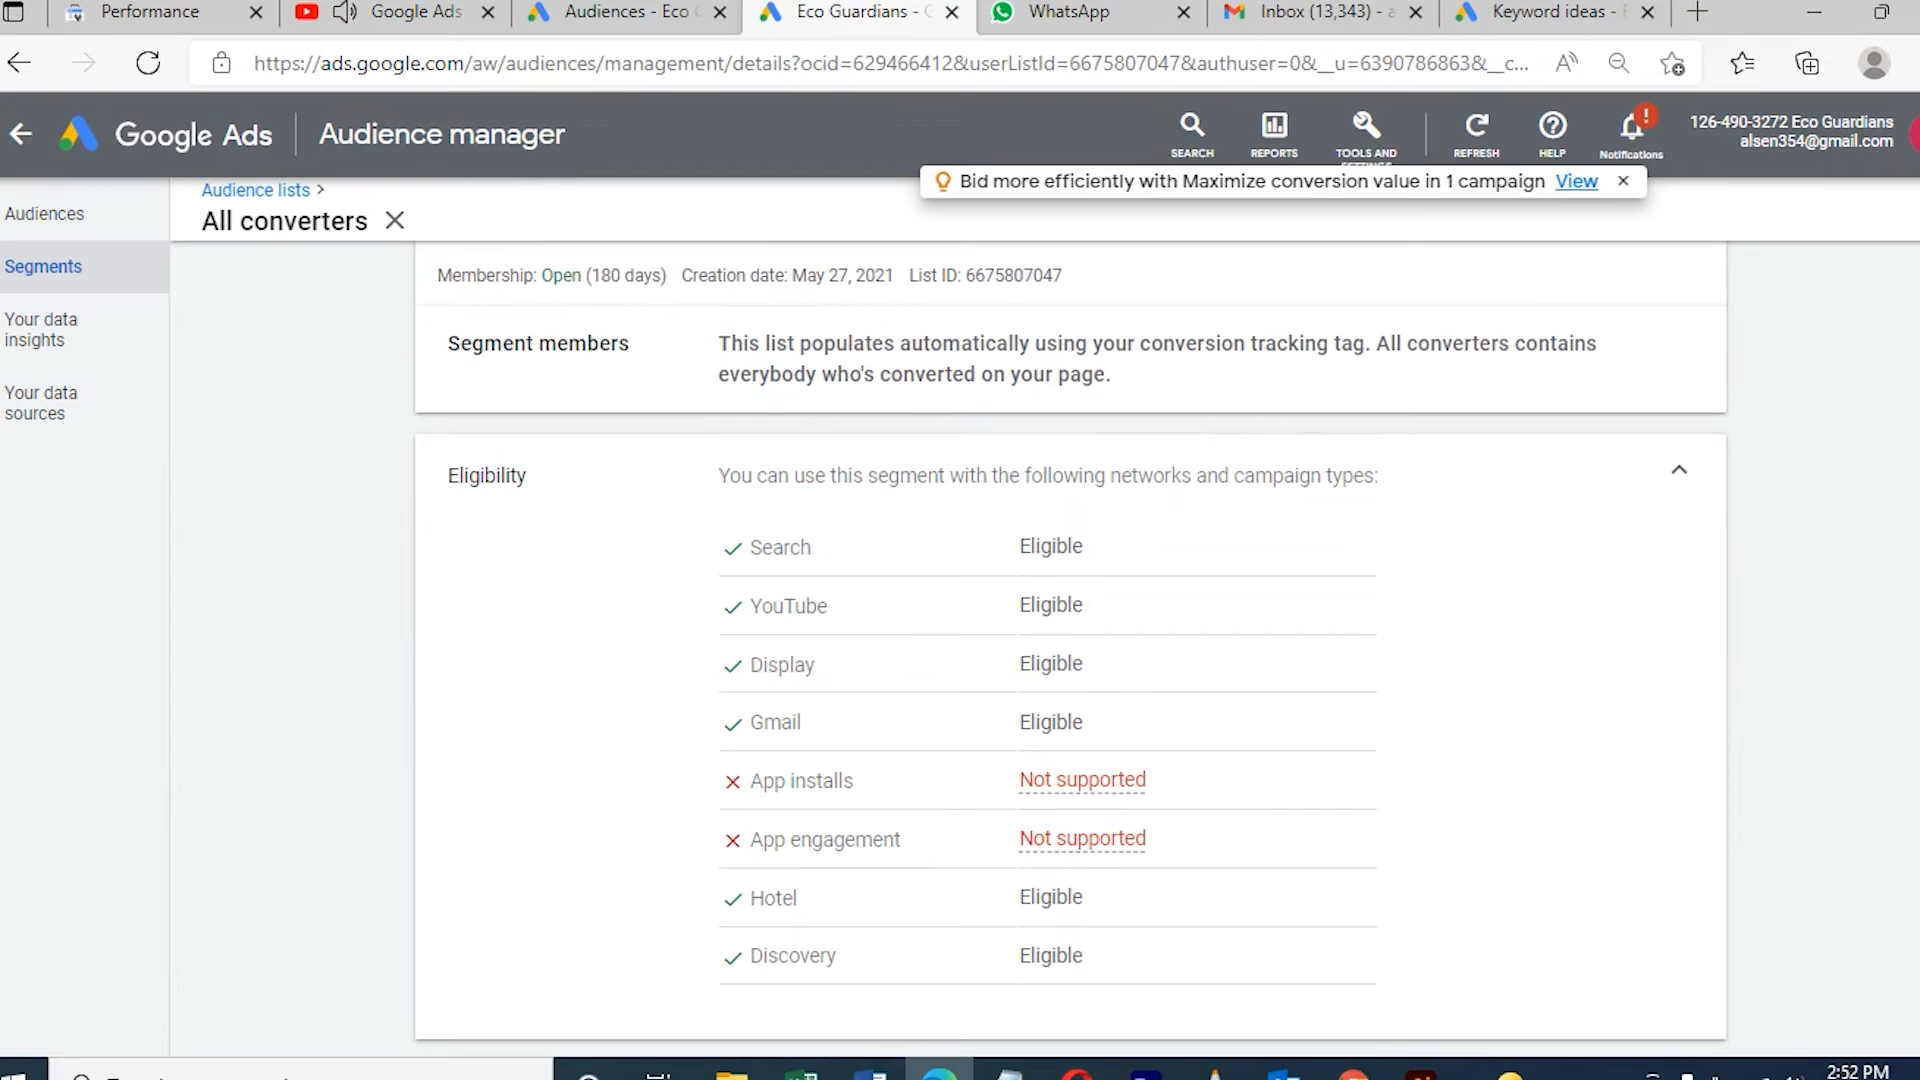 Performance
Google Ads
Audiences - Eco
Eco Guardians -
WhatsApp
Inbox (13,343) -
Keyword ideas -
https://ads.google.com/aw/audiences/management/details?ocid=629466412&userListId=6675807047&authuser=0&__u=6390786863&__c...
Google Ads
Audience manager
SEARCH
REPORTS
TOOLS AND
REFRESH
HELP
Notifications
126-490-3272 Eco Guardians
alsen354@gmail.com
Bid more efficiently with Maximize conversion value in 1 campaign View
Audience lists >
All converters
Audiences
Segments
Your data
insights
Your data
sources
Membership: Open (180 days) Creation date: May 27, 2021 List ID: 6675807047
Segment members
This list populates automatically using your conversion tracking tag. All converters contains
everybody who's converted on your page.
Eligibility
You can use this segment with the following networks and campaign types:
Search Eligible
YouTube Eligible
Display Eligible
Gmail Eligible
App installs Not supported
App engagement Not supported
Hotel Eligible
Discovery Eligible
2:52 PM